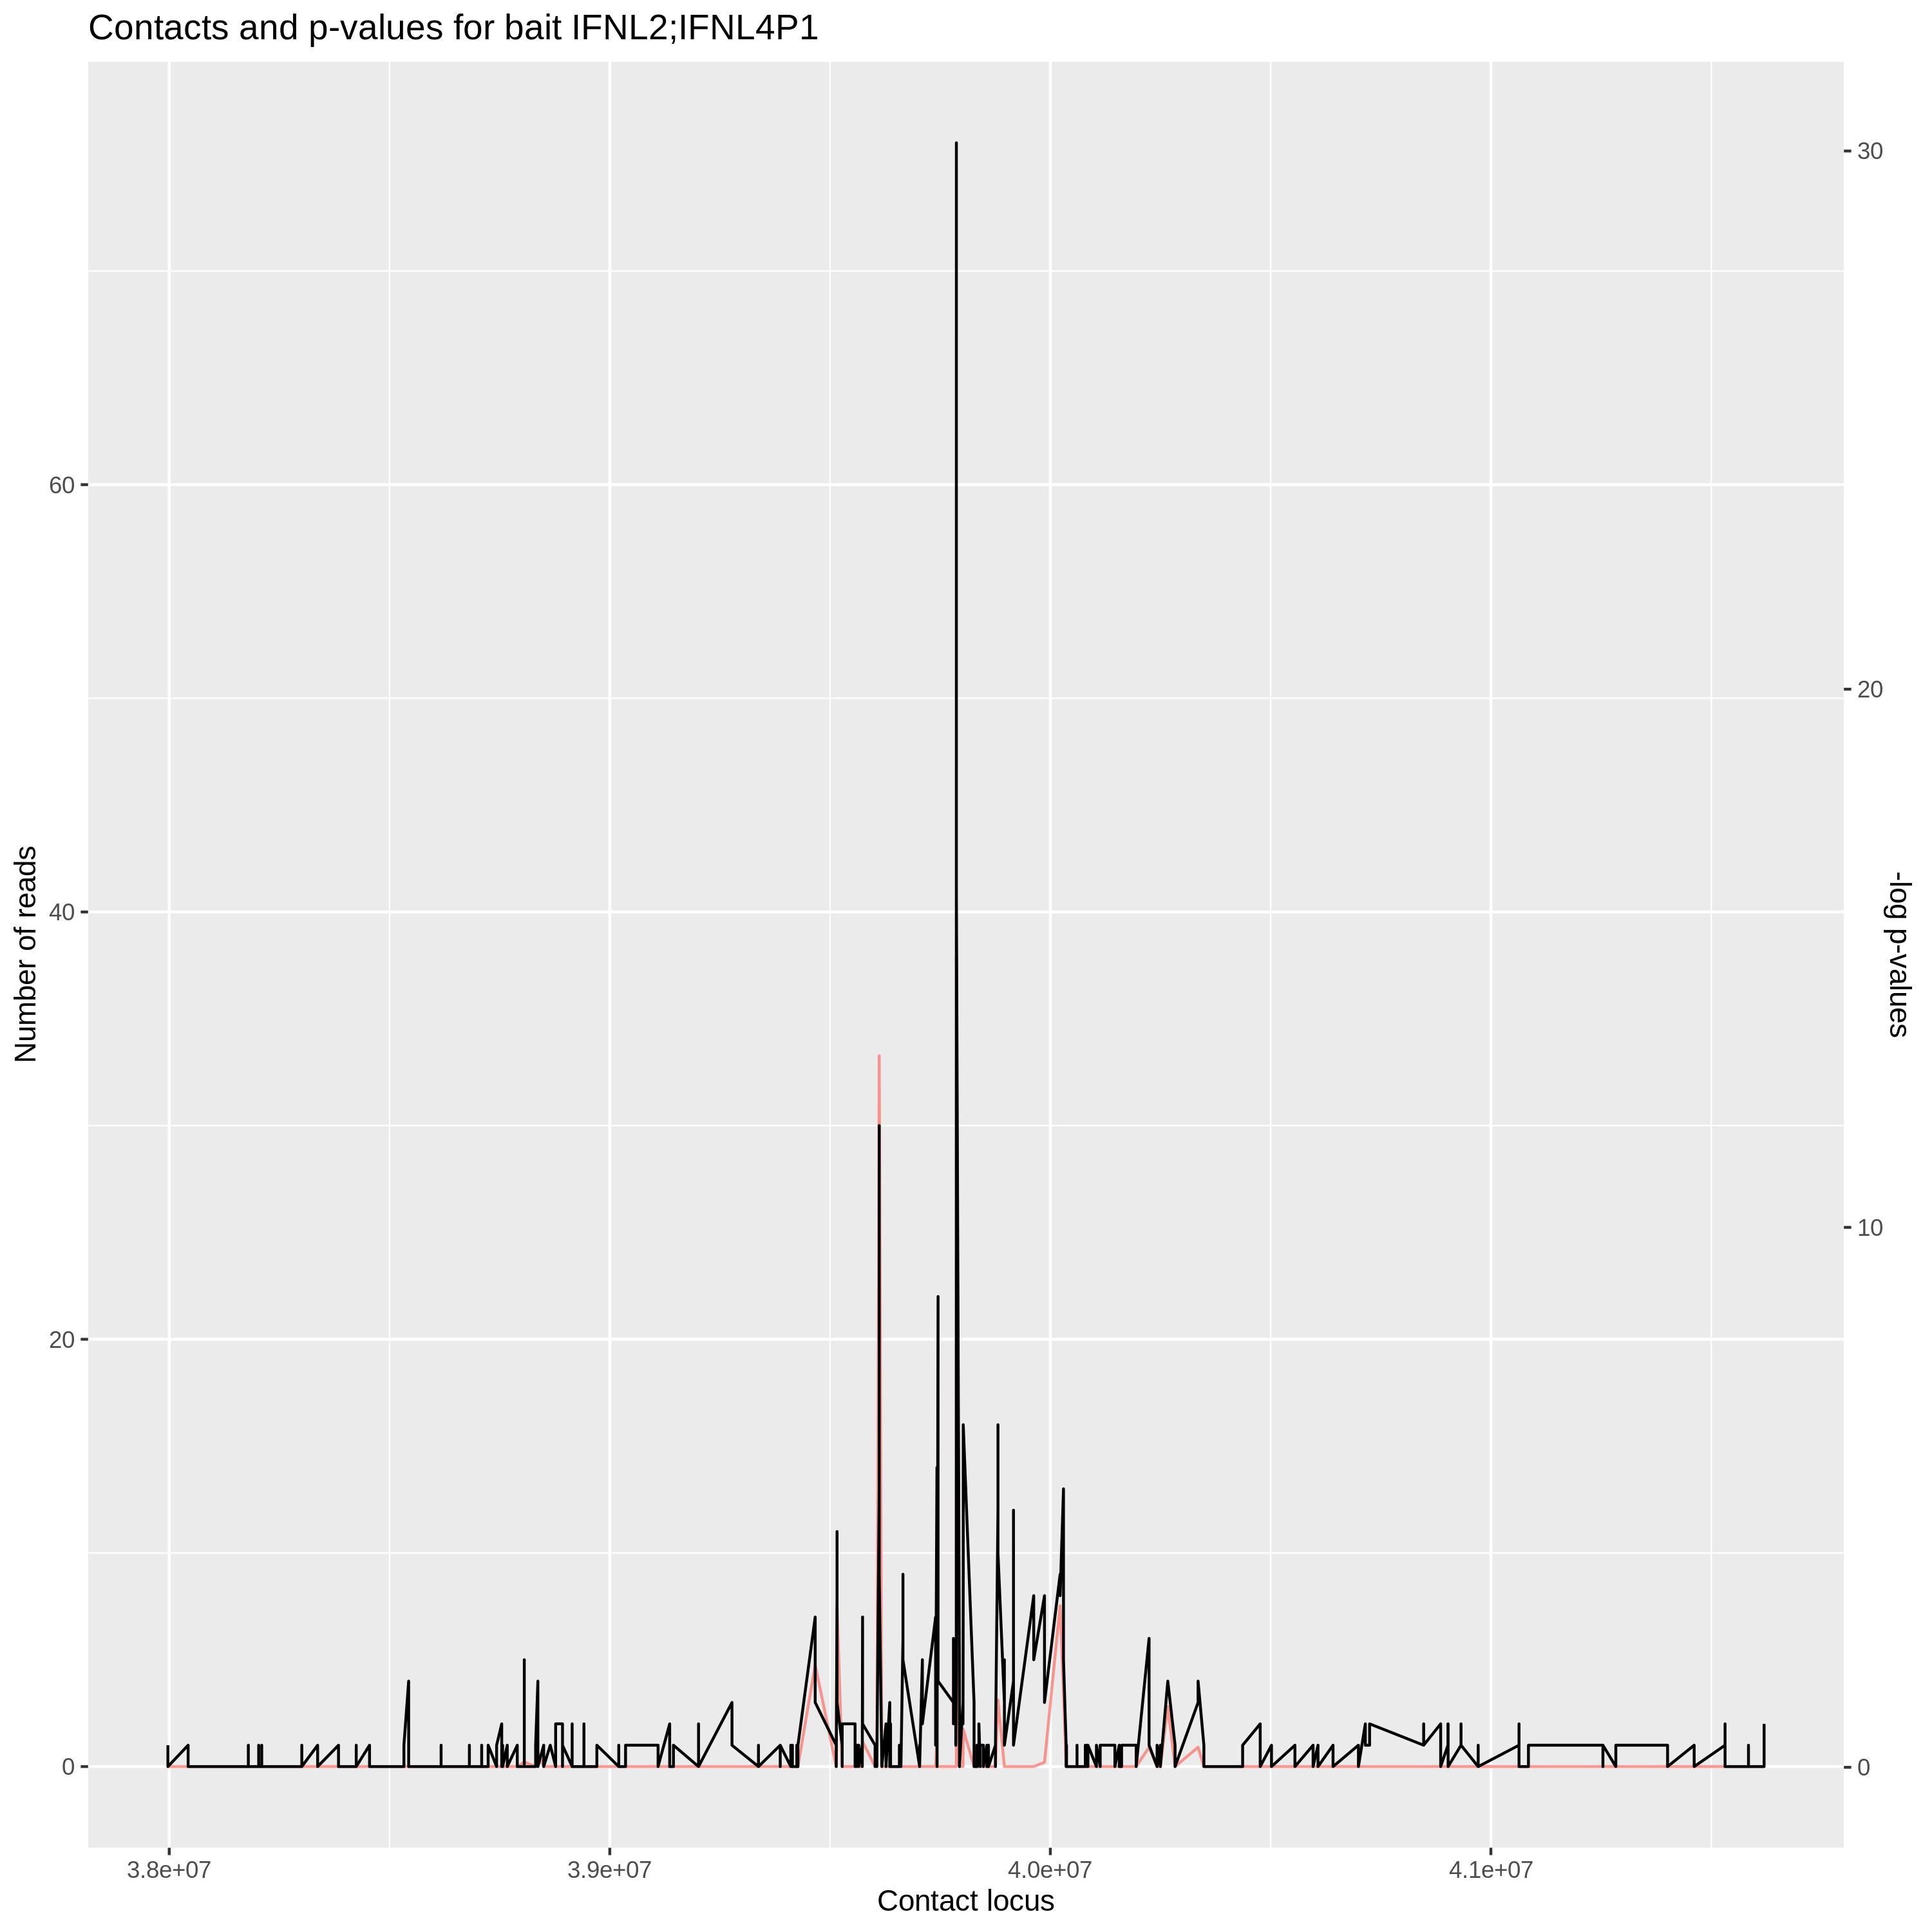 Contacts and p-values for bait IFNL2;IFNL4P1
Number of reads
60
40
20
0
30
20
10
0
-log p-values
3.8e+07
3.9e+07
4.0e+07
4.1e+07
Contact locus